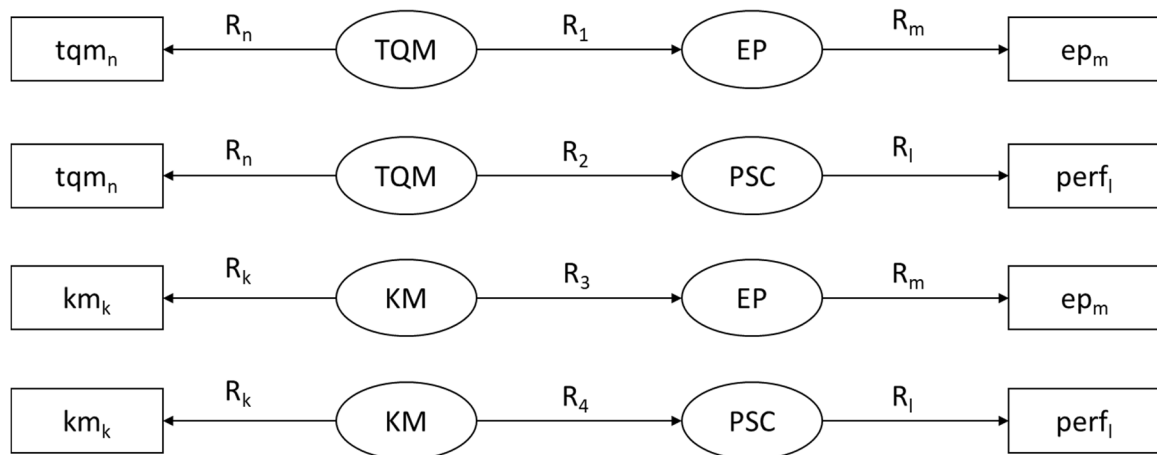 R_n R_1 R_m
tqm_n TQM EP ep_m
R_n R_2 R_l
tqm_n TQM PSC perf_l
R_k R_3 R_m
km_k KM EP ep_m
R_k R_4 R_l
km_k KM PSC perf_l